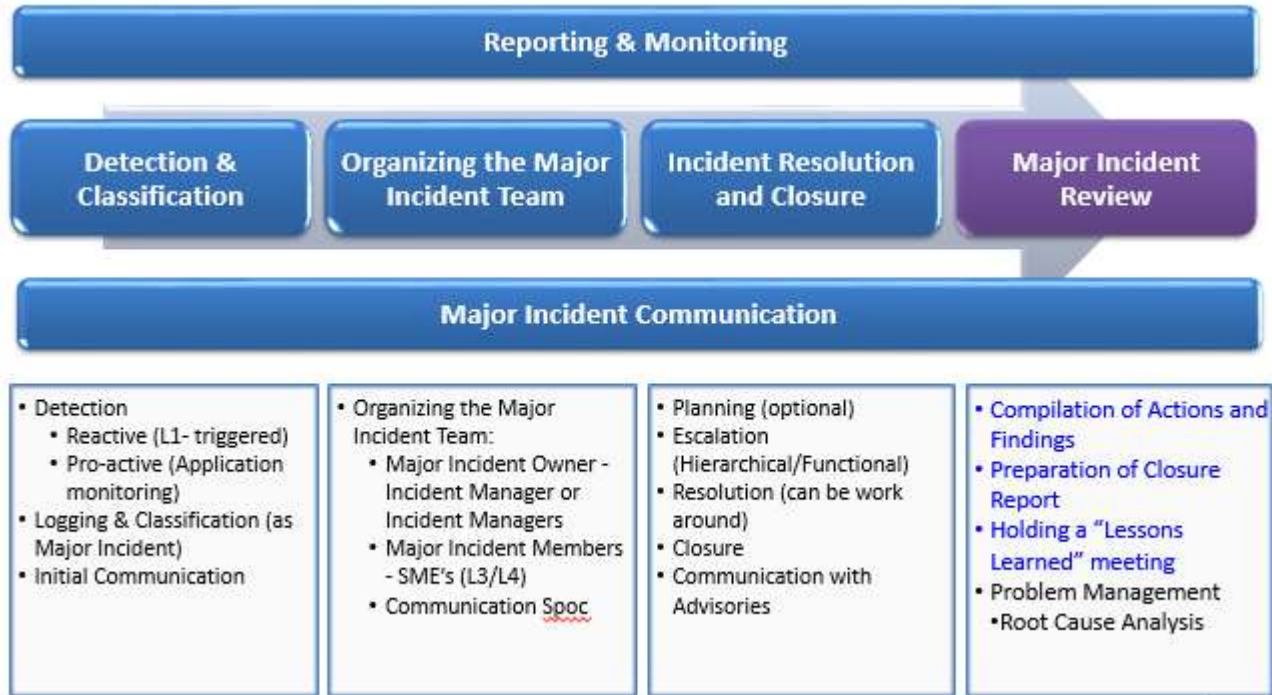 Reporting & Monitoring
Detection &
Classification
Organizing the Major
Incident Team
Incident Resolution
and Closure
Major Incident
Review
Major Incident Communication
• Detection
• Reactive (L1- triggered)
• Pro-active (Application
monitoring)
• Logging & Classification (as
Major Incident)
• Initial Communication
• Organizing the Major
Incident Team:
• Major Incident Owner -
Incident Manager or
Incident Managers
• Major Incident Members
- SME's (L3/L4)
• Communication Spoc
• Planning (optional)
• Escalation
(Hierarchical/Functional)
• Resolution (can be work
around)
• Closure
• Communication with
Advisories
• Compilation of Actions and
Findings
• Preparation of Closure
Report
• Holding a “Lessons
Learned” meeting
• Problem Management
•Root Cause Analysis